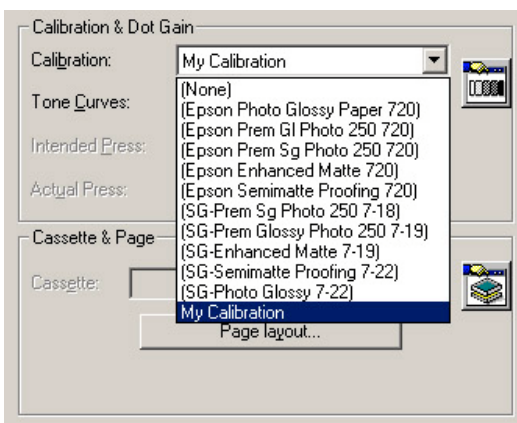 Calibration & Dot Gain
Calibration: My Calibration
(None)
(Epson Photo Glossy Paper 720)
Tone Curves:
(Epson Prem Gl Photo 250 720)
(Epson Prem Sg Photo 250 720)
Intended Press:
(Epson Enhanced Matte 720)
(Epson Semimatte Proofing 720)
Actual Press:
(SG-Prem Sg Photo 250 7-18)
(SG-Prem Glossy Photo 250 7-19)
Cassette & Page
(SG-Enhanced Matte 7-19)
(SG-Semimatte Proofing 7-22)
Cassette:
(SG-Photo Glossy 7-22)
My Calibration
Page layout...